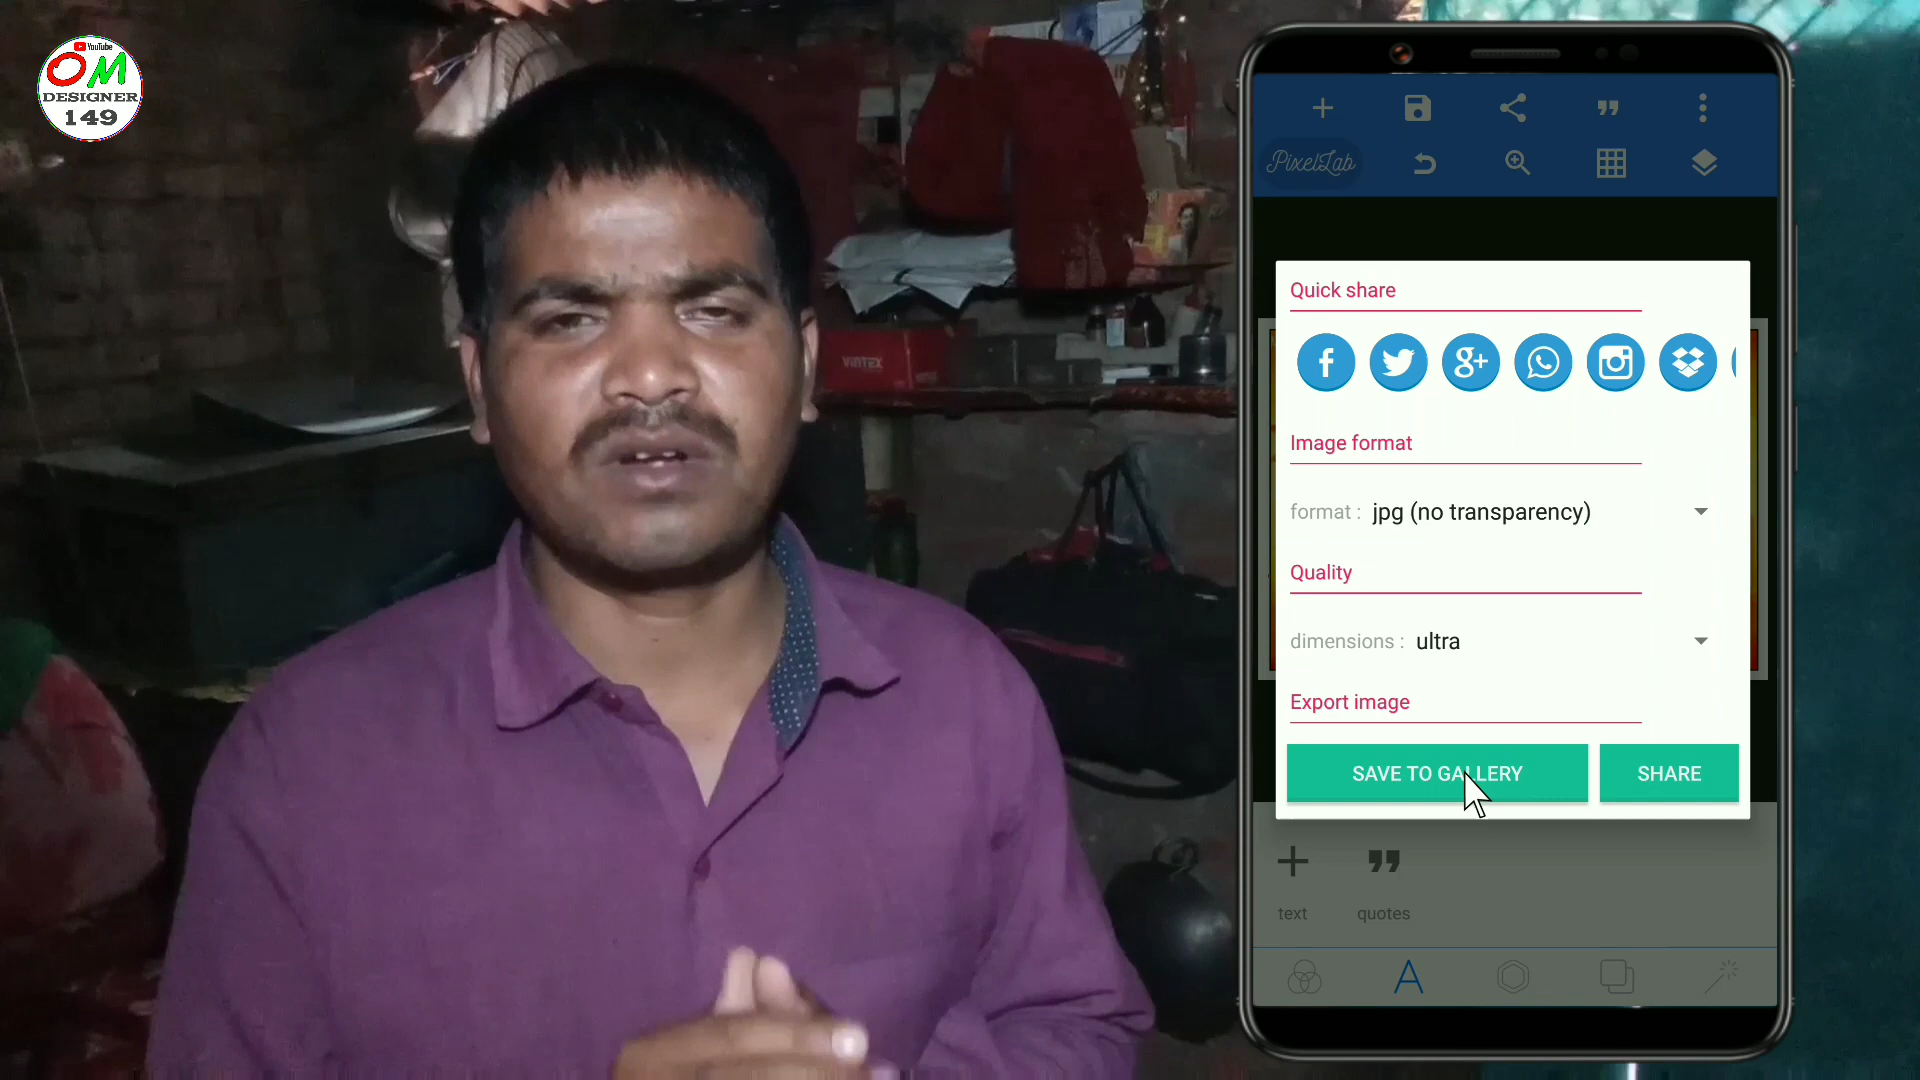 YouTube
OM
DESIGNER
149
VINTEX
PixelLab
Quick share
g+
Image format
format : jpg (no transparency)
Quality
dimensions : ultra
Export image
SAVE TO GALLERY
SHARE
text
quotes
A